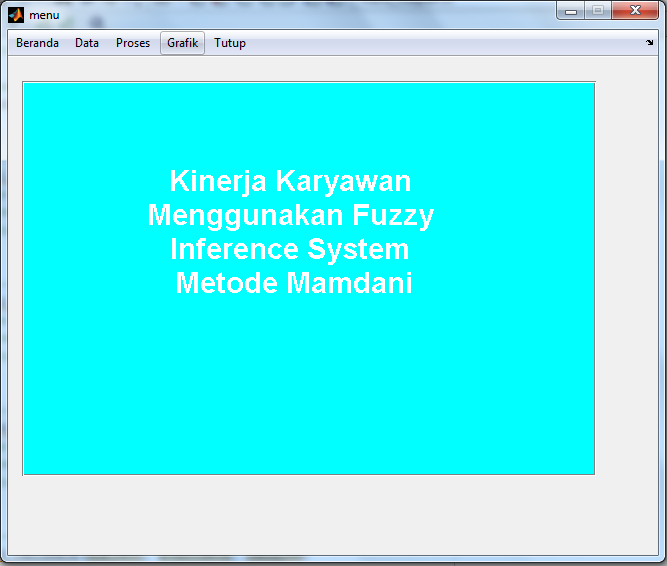 menu
Beranda Data Proses Grafik Tutup
Kinerja Karyawan
Menggunakan Fuzzy
Inference System
Metode Mamdani